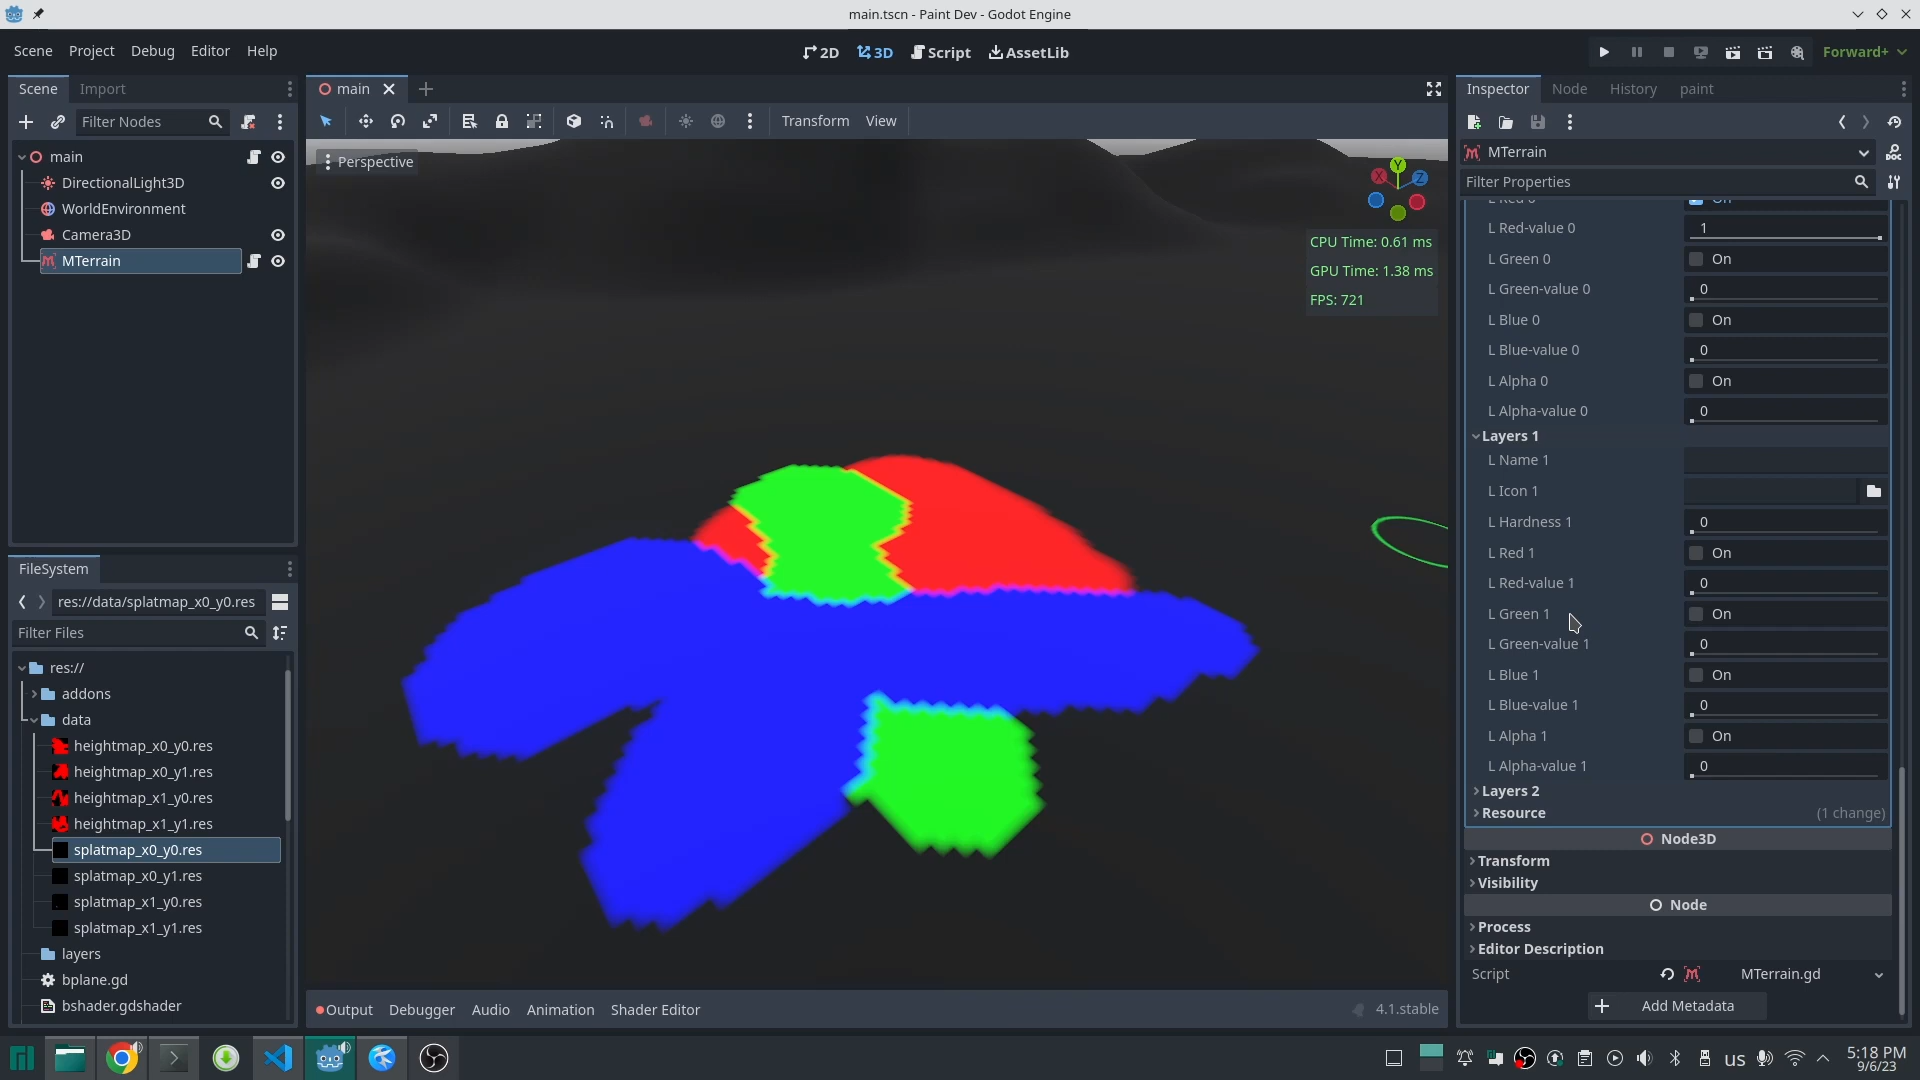 main.tscn - Paint Dev - Godot Engine
Scene Project Debug Editor Help
2D 3D Script AssetLib
Forward+
Scene Import
Filter Nodes
main
DirectionalLight3D
WorldEnvironment
Camera3D
MTerrain
FileSystem
res://data/splatmap_x0_y0.res
Filter Files
res://
addons
data
heightmap_x0_y0.res
heightmap_x0_y1.res
heightmap_x1_y0.res
heightmap_x1_y1.res
splatmap_x0_y0.res
splatmap_x0_y1.res
splatmap_x1_y0.res
splatmap_x1_y1.res
layers
bplane.gd
bshader.gdshader
main
Transform View
Perspective
Y
X
Z
CPU Time: 0.61 ms
GPU Time: 1.38 ms
FPS: 721
Output Debugger Audio Animation Shader Editor
4.1.stable
Inspector Node History paint
MTerrain
DOC
Filter Properties
L Red 0 On
L Red-value 0 1
L Green 0 On
L Green-value 0 0
L Blue 0 On
L Blue-value 0 0
L Alpha 0 On
L Alpha-value 0 0
Layers 1
L Name 1
L Icon 1
L Hardness 1 0
L Red 1 On
L Red-value 1 0
L Green 1 On
L Green-value 1 0
L Blue 1 On
L Blue-value 1 0
L Alpha 1 On
L Alpha-value 1 0
Layers 2
Resource (1 change)
Node3D
Transform
Visibility
Node
Process
Editor Description
Script MTerrain.gd
Add Metadata
us
5:18 PM
9/6/23